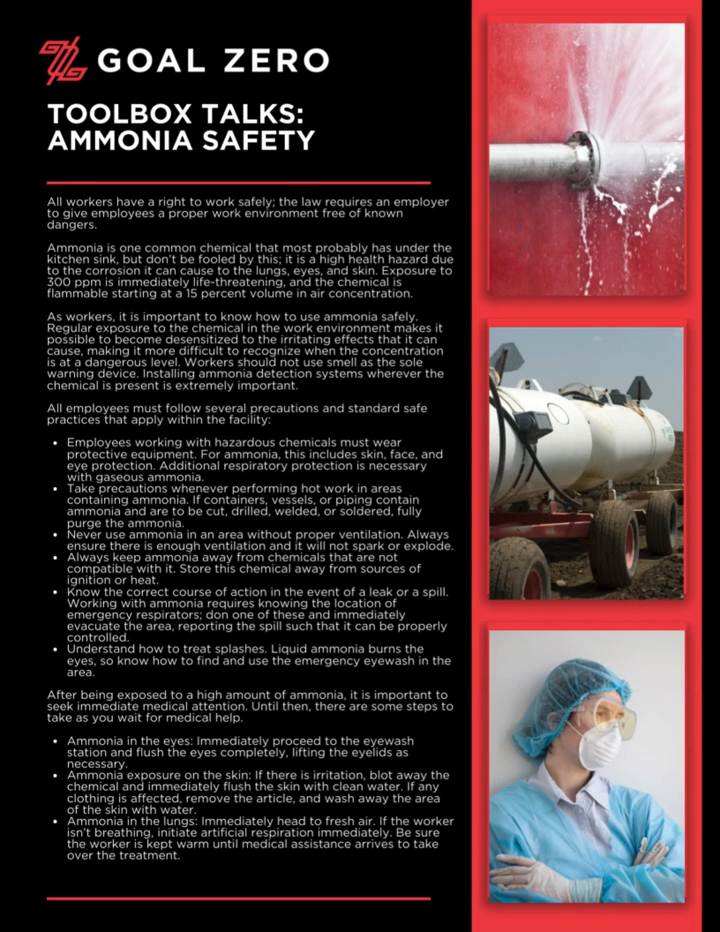 GOAL ZERO
TOOLBOX TALKS:
AMMONIA SAFETY
All workers have a right to work safely; the law requires an employer
to give employees a proper work environment free of known
dangers.
Ammonia is one common chemical that most probably has under the
kitchen sink, but don't be fooled by this; it is a high health hazard due
to the corrosion it can cause to the lungs, eyes, and skin. Exposure to
300 ppm is immediately life-threatening, and the chemical is
flammable starting at a 15 percent volume in air concentration.
As workers, it is important to know how to use ammonia safely.
Regular exposure to the chemical in the work environment makes it
possible to become desensitized to the irritating effects that it can
cause, making it more difficult to recognize when the concentration
is at a dangerous level. Workers should not use smell as the sole
warning device. Installing ammonia detection systems wherever the
chemical is present is extremely important.
All employees must follow several precautions and standard safe
practices that apply within the facility:
• Employees working with hazardous chemicals must wear
protective equipment. For ammonia, this includes skin, face, and
eye protection. Additional respiratory protection is necessary
with gaseous ammonia.
• Take precautions whenever performing hot work in areas
containing ammonia. If containers, vessels, or piping contain
ammonia and are to be cut, drilled, welded, or soldered, fully
purge the ammonia.
• Never use ammonia in an area without proper ventilation. Always
ensure there is enough ventilation and it will not spark or explode.
• Always keep ammonia away from chemicals that are not
compatible with it. Store this chemical away from sources of
ignition or heat.
• Know the correct course of action in the event of a leak or a spill.
Working with ammonia requires knowing the location of
emergency respirators; don one of these and immediately
evacuate the area, reporting the spill such that it can be properly
controlled.
• Understand how to treat splashes. Liquid ammonia burns the
eyes, so know how to find and use the emergency eyewash in the
area.
After being exposed to a high amount of ammonia, it is important to
seek immediate medical attention. Until then, there are some steps to
take as you wait for medical help.
• Ammonia in the eyes: Immediately proceed to the eyewash
station and flush the eyes completely, lifting the eyelids as
necessary.
• Ammonia exposure on the skin: If there is irritation, blot away the
chemical and immediately flush the skin with clean water. If any
clothing is affected, remove the article, and wash away the area
of the skin with water.
• Ammonia in the lungs: Immediately head to fresh air. If the worker
isn't breathing, initiate artificial respiration immediately. Be sure
the worker is kept warm until medical assistance arrives to take
over the treatment.